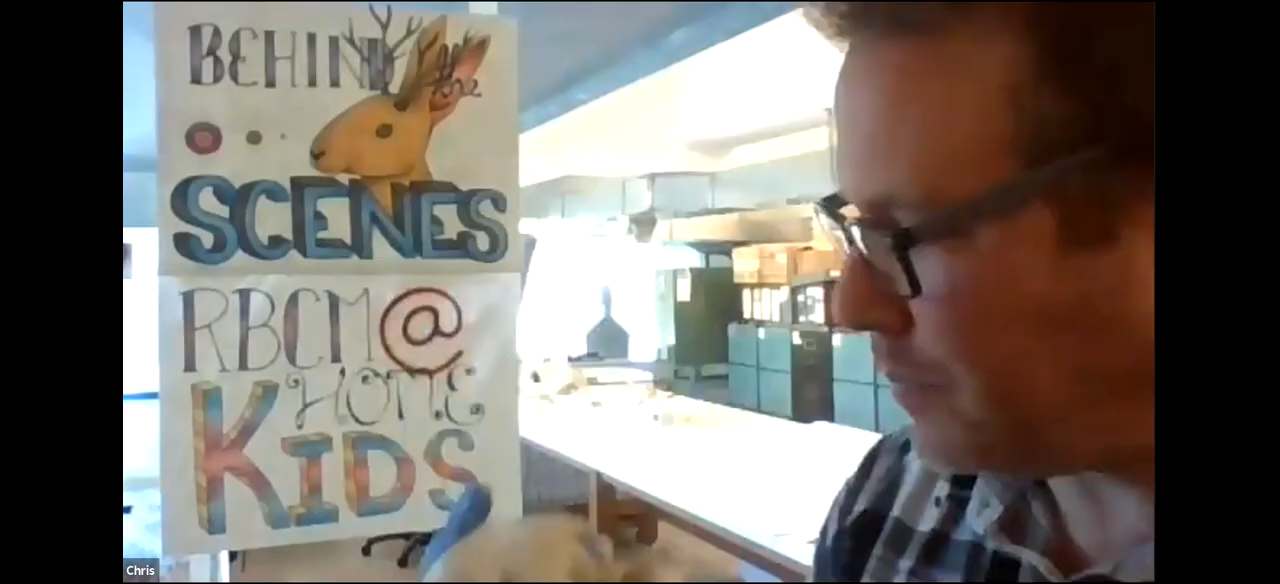 BEHIND the
SCENES
RBCM@
HOME
KIDS
Chris